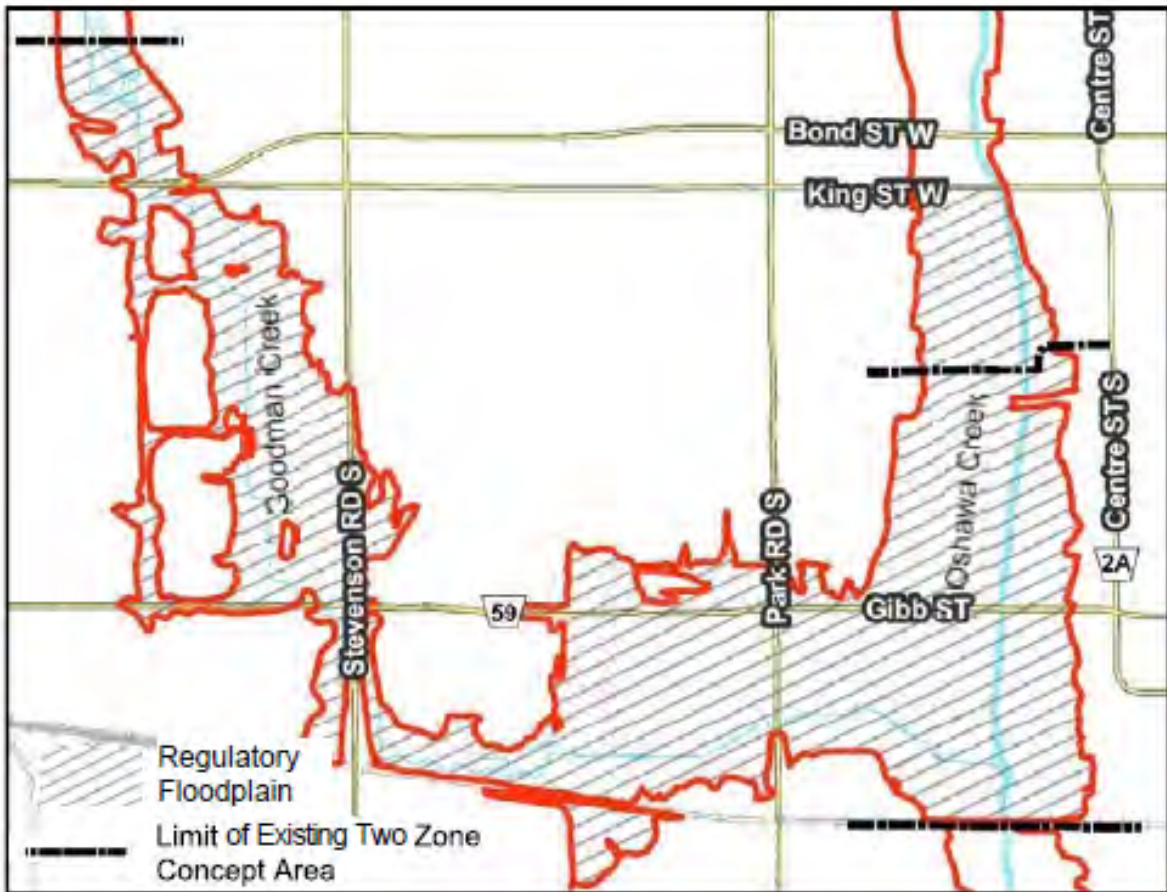 Centre ST
Bond ST W
King ST W
Goodman Creek
Oshawa Creek
Centre ST S
Stevenson RD S
Park RD S
2A
59
Gibb ST
Regulatory
Floodplain
Limit of Existing Two Zone
Concept Area